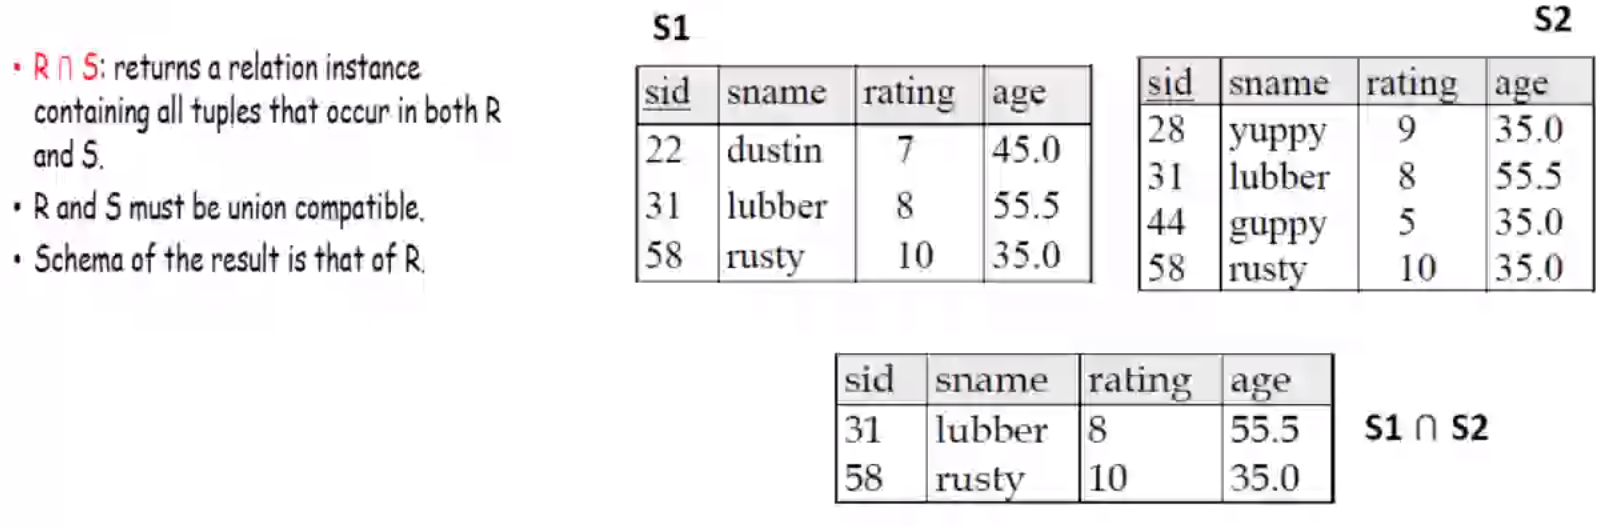 • R ∩ S: returns a relation instance
containing all tuples that occur in both R
and S.
• R and S must be union compatible.
• Schema of the result is that of R.
S1
sid sname rating age
22 dustin 7 45.0
31 lubber 8 55.5
58 rusty 10 35.0
S2
sid sname rating age
28 yuppy 9 35.0
31 lubber 8 55.5
44 guppy 5 35.0
58 rusty 10 35.0
sid sname rating age
31 lubber 8 55.5
58 rusty 10 35.0
S1 ∩ S2